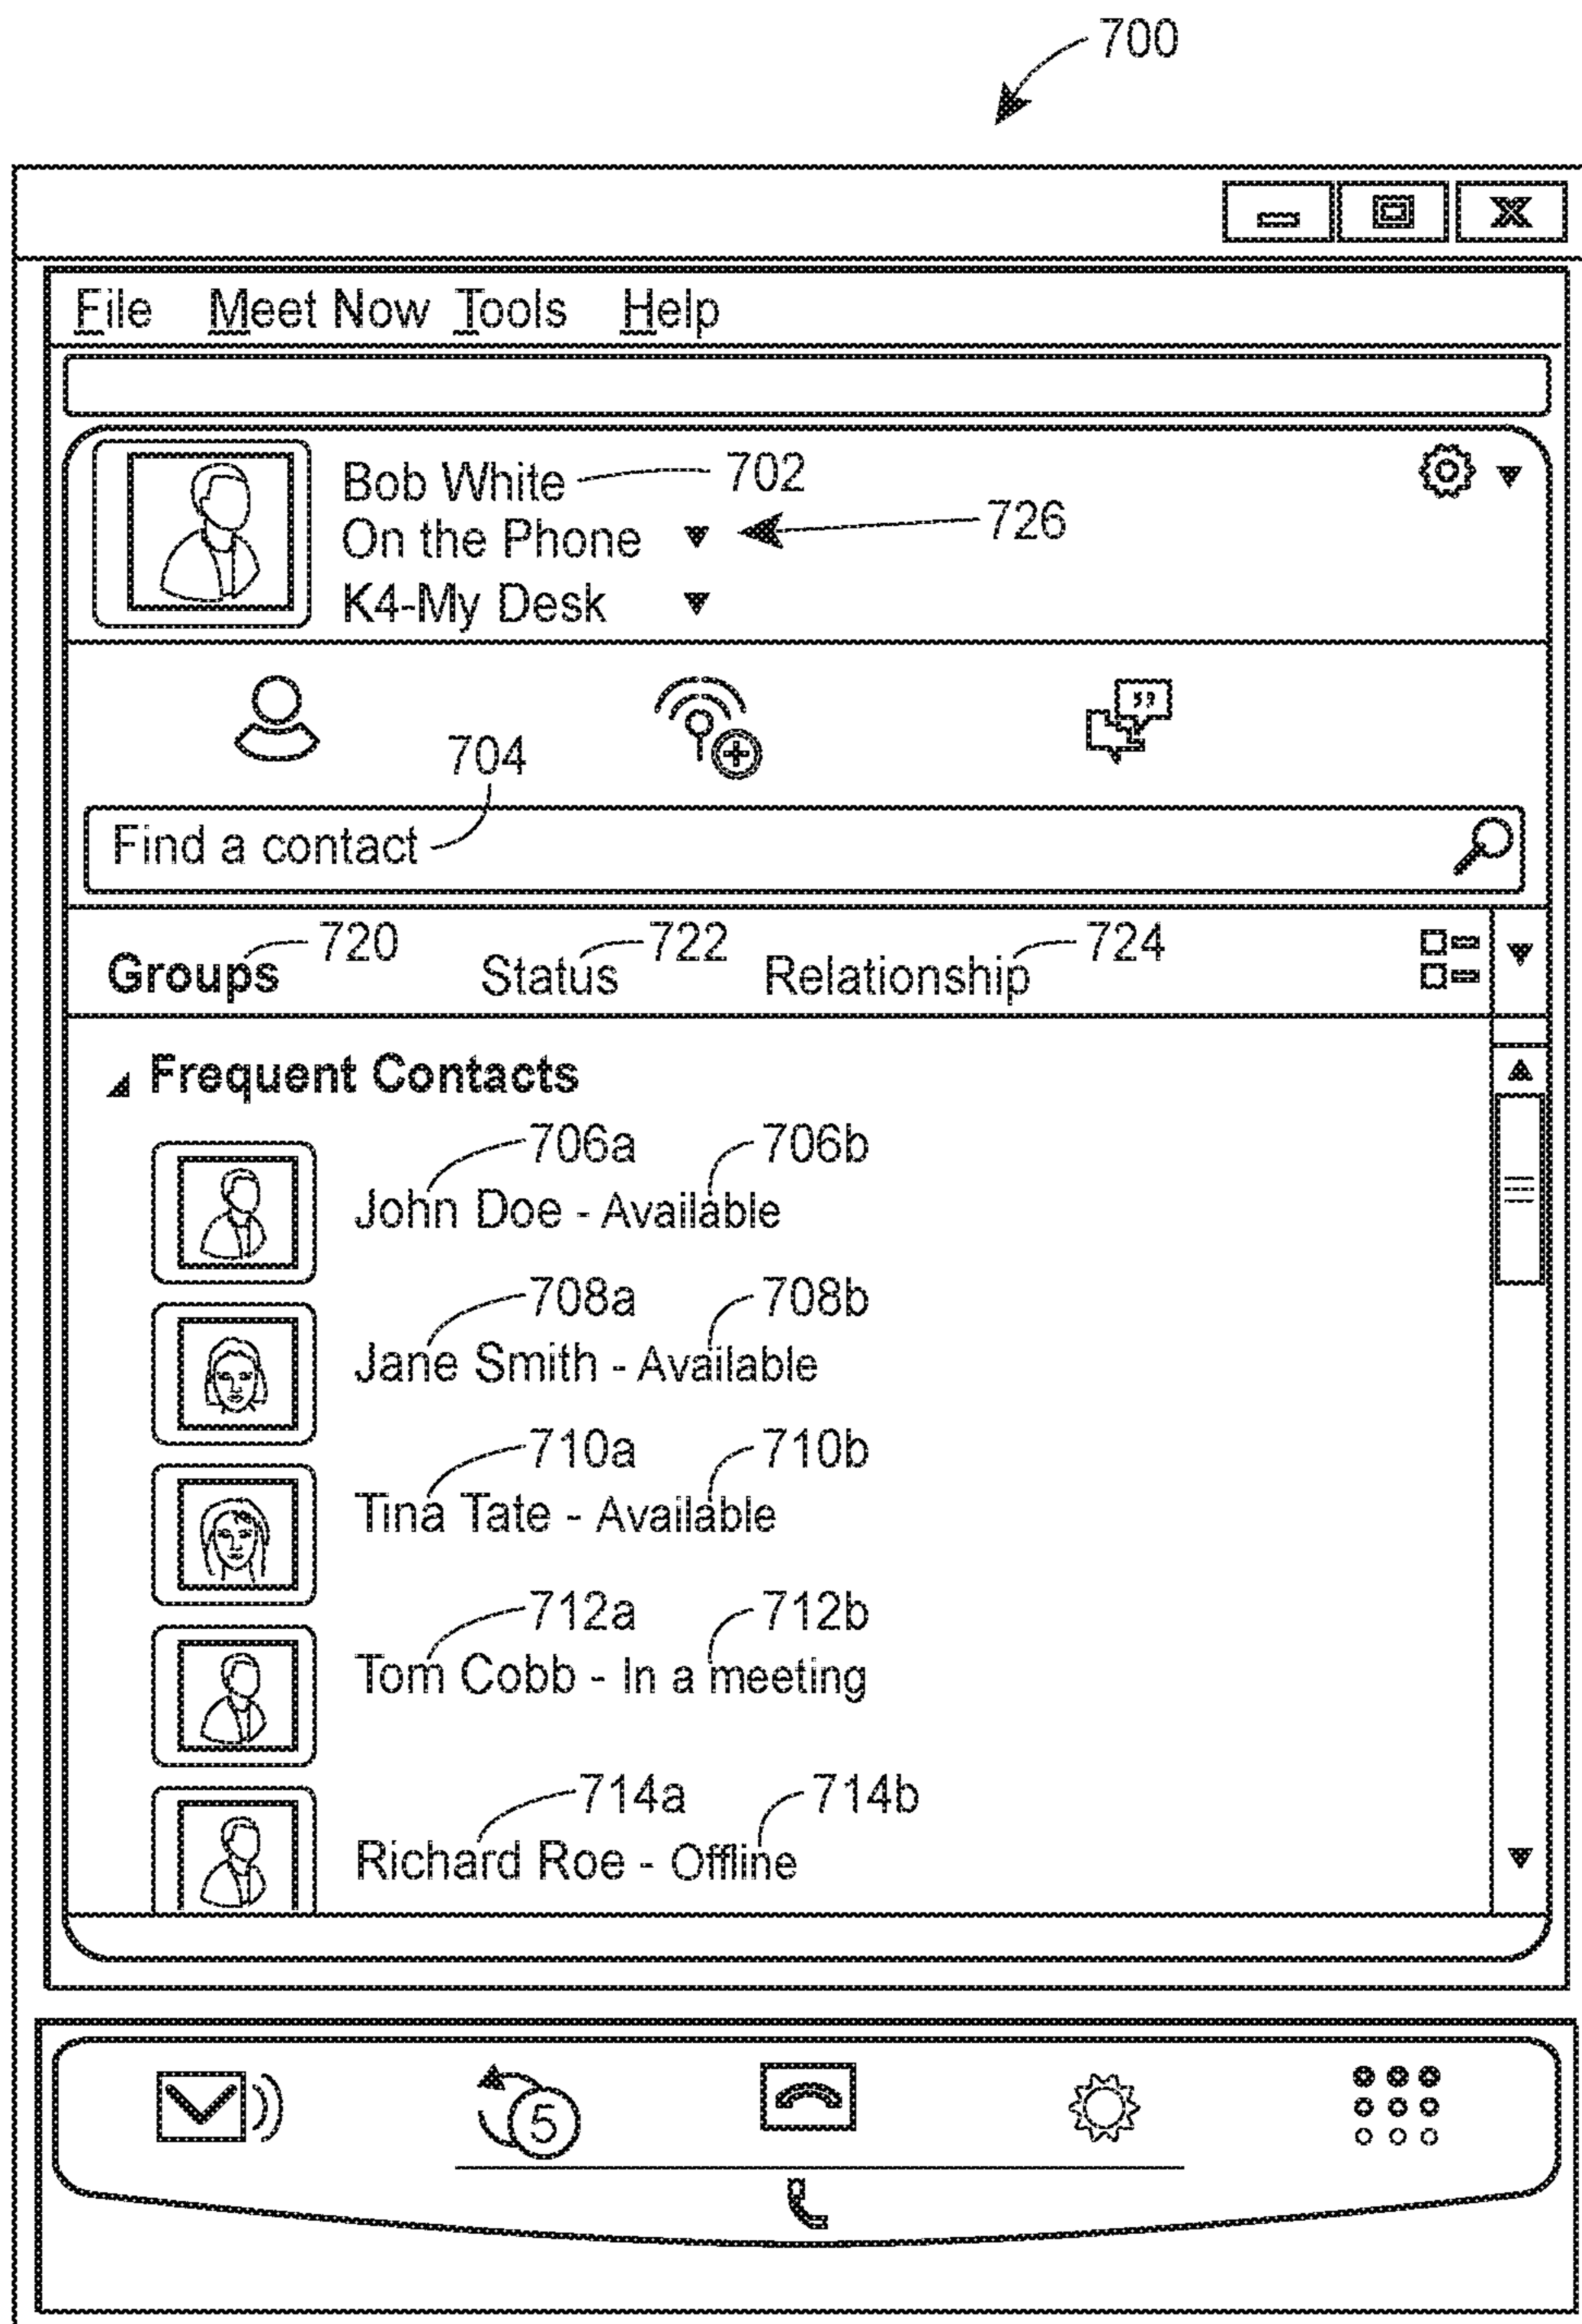 700
File Meet Now Tools Help
Bob White 702
On the Phone 726
K4-My Desk
704
Find a contact
Groups 720 Status 722 Relationship 724
Frequent Contacts
706a 706b
John Doe - Available
708a 708b
Jane Smith - Available
710a 710b
Tina Tate - Available
712a 712b
Tom Cobb - In a meeting
714a 714b
Richard Roe - Offline
5